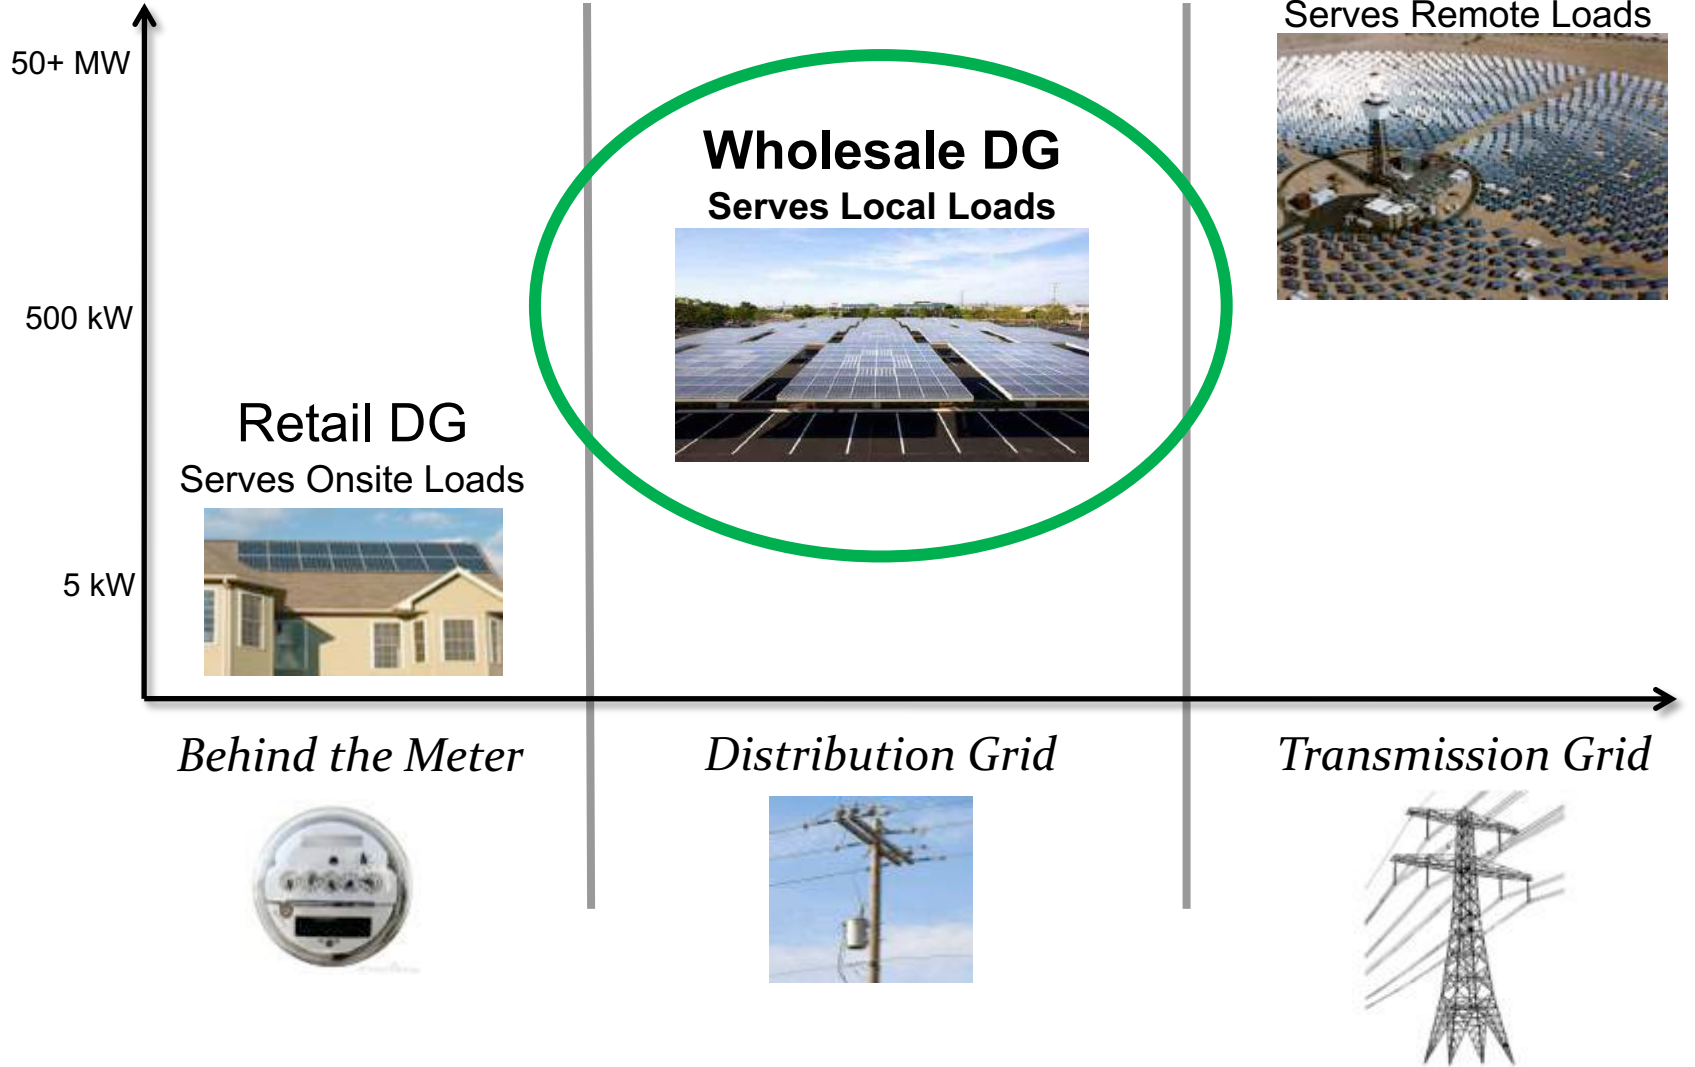 Serves Remote Loads
50+ MW
Wholesale DG
Serves Local Loads
500 kW
Retail DG
Serves Onsite Loads
5 kW
Behind the Meter
Distribution Grid
Transmission Grid